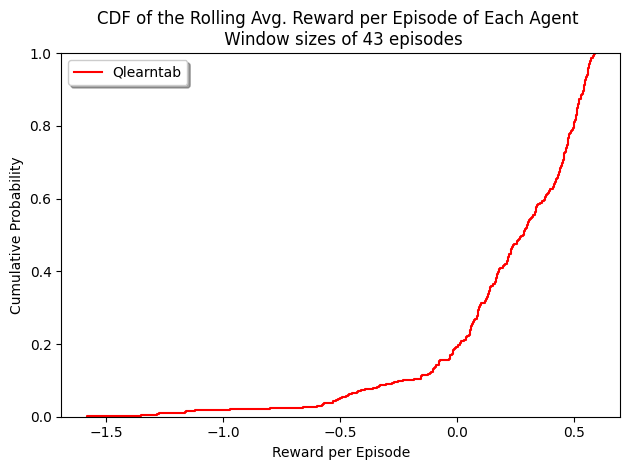 CDF of the Rolling Avg. Reward per Episode of Each Agent
Window sizes of 43 episodes
Qlearntab
Cumulative Probability
1.0
0.8
0.6
0.4
0.2
0.0
−1.5 −1.0 −0.5 0.0 0.5
Reward per Episode